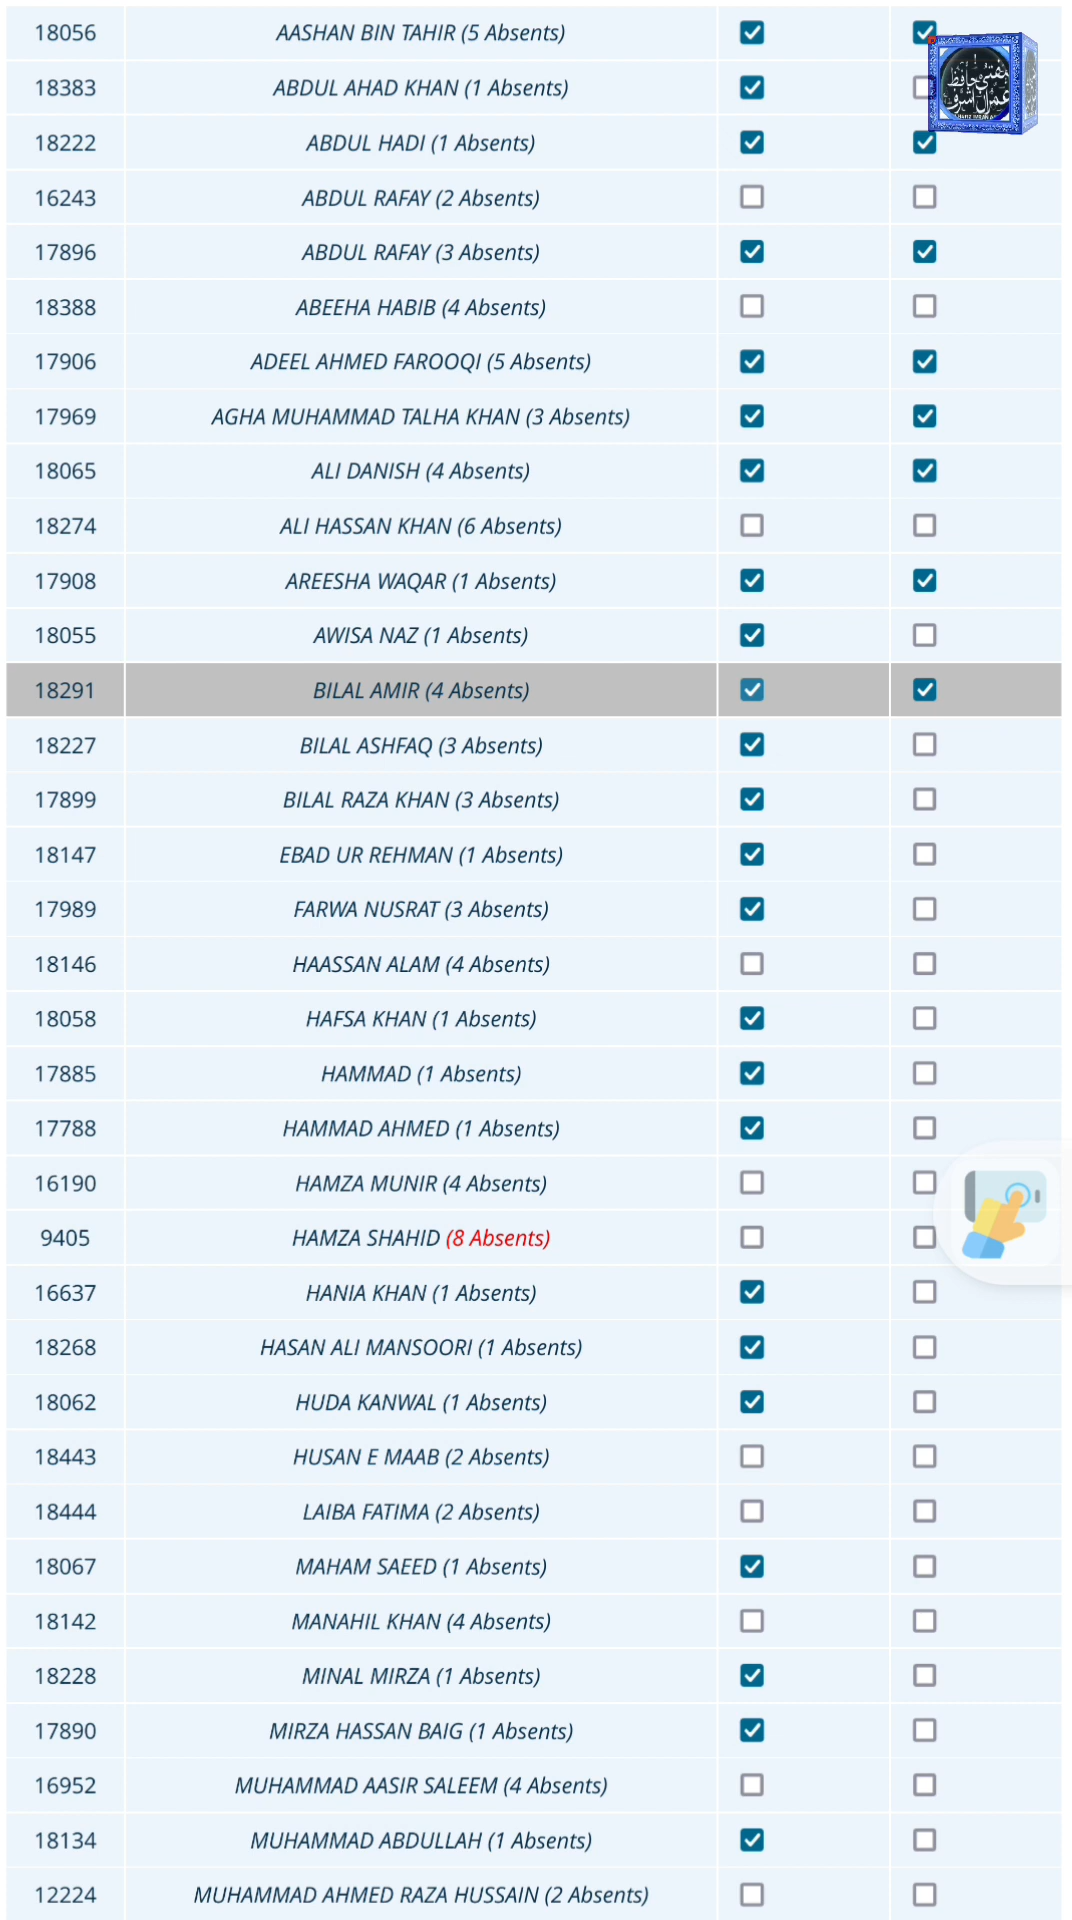 18056 AASHAN BIN TAHIR (5 Absents)
18383 ABDUL AHAD KHAN (1 Absents)
18222 ABDUL HADI (1 Absents)
16243 ABDUL RAFAY (2 Absents)
17896 ABDUL RAFAY (3 Absents)
18388 ABEEHA HABIB (4 Absents)
17906 ADEEL AHMED FAROOQI (5 Absents)
17969 AGHA MUHAMMAD TALHA KHAN (3 Absents)
18065 ALI DANISH (4 Absents)
18274 ALI HASSAN KHAN (6 Absents)
17908 AREESHA WAQAR (1 Absents)
18055 AWISA NAZ (1 Absents)
18291 BILAL AMIR (4 Absents)
18227 BILAL ASHFAQ (3 Absents)
17899 BILAL RAZA KHAN (3 Absents)
18147 EBAD UR REHMAN (1 Absents)
17989 FARWA NUSRAT (3 Absents)
18146 HAASSAN ALAM (4 Absents)
18058 HAFSA KHAN (1 Absents)
17885 HAMMAD (1 Absents)
17788 HAMMAD AHMED (1 Absents)
16190 HAMZA MUNIR (4 Absents)
9405 HAMZA SHAHID (8 Absents)
16637 HANIA KHAN (1 Absents)
18268 HASAN ALI MANSOORI (1 Absents)
18062 HUDA KANWAL (1 Absents)
18443 HUSAN E MAAB (2 Absents)
18444 LAIBA FATIMA (2 Absents)
18067 MAHAM SAEED (1 Absents)
18142 MANAHIL KHAN (4 Absents)
18228 MINAL MIRZA (1 Absents)
17890 MIRZA HASSAN BAIG (1 Absents)
16952 MUHAMMAD AASIR SALEEM (4 Absents)
18134 MUHAMMAD ABDULLAH (1 Absents)
12224 MUHAMMAD AHMED RAZA HUSSAIN (2 Absents)
مفتی حافظ
عمران اشرف